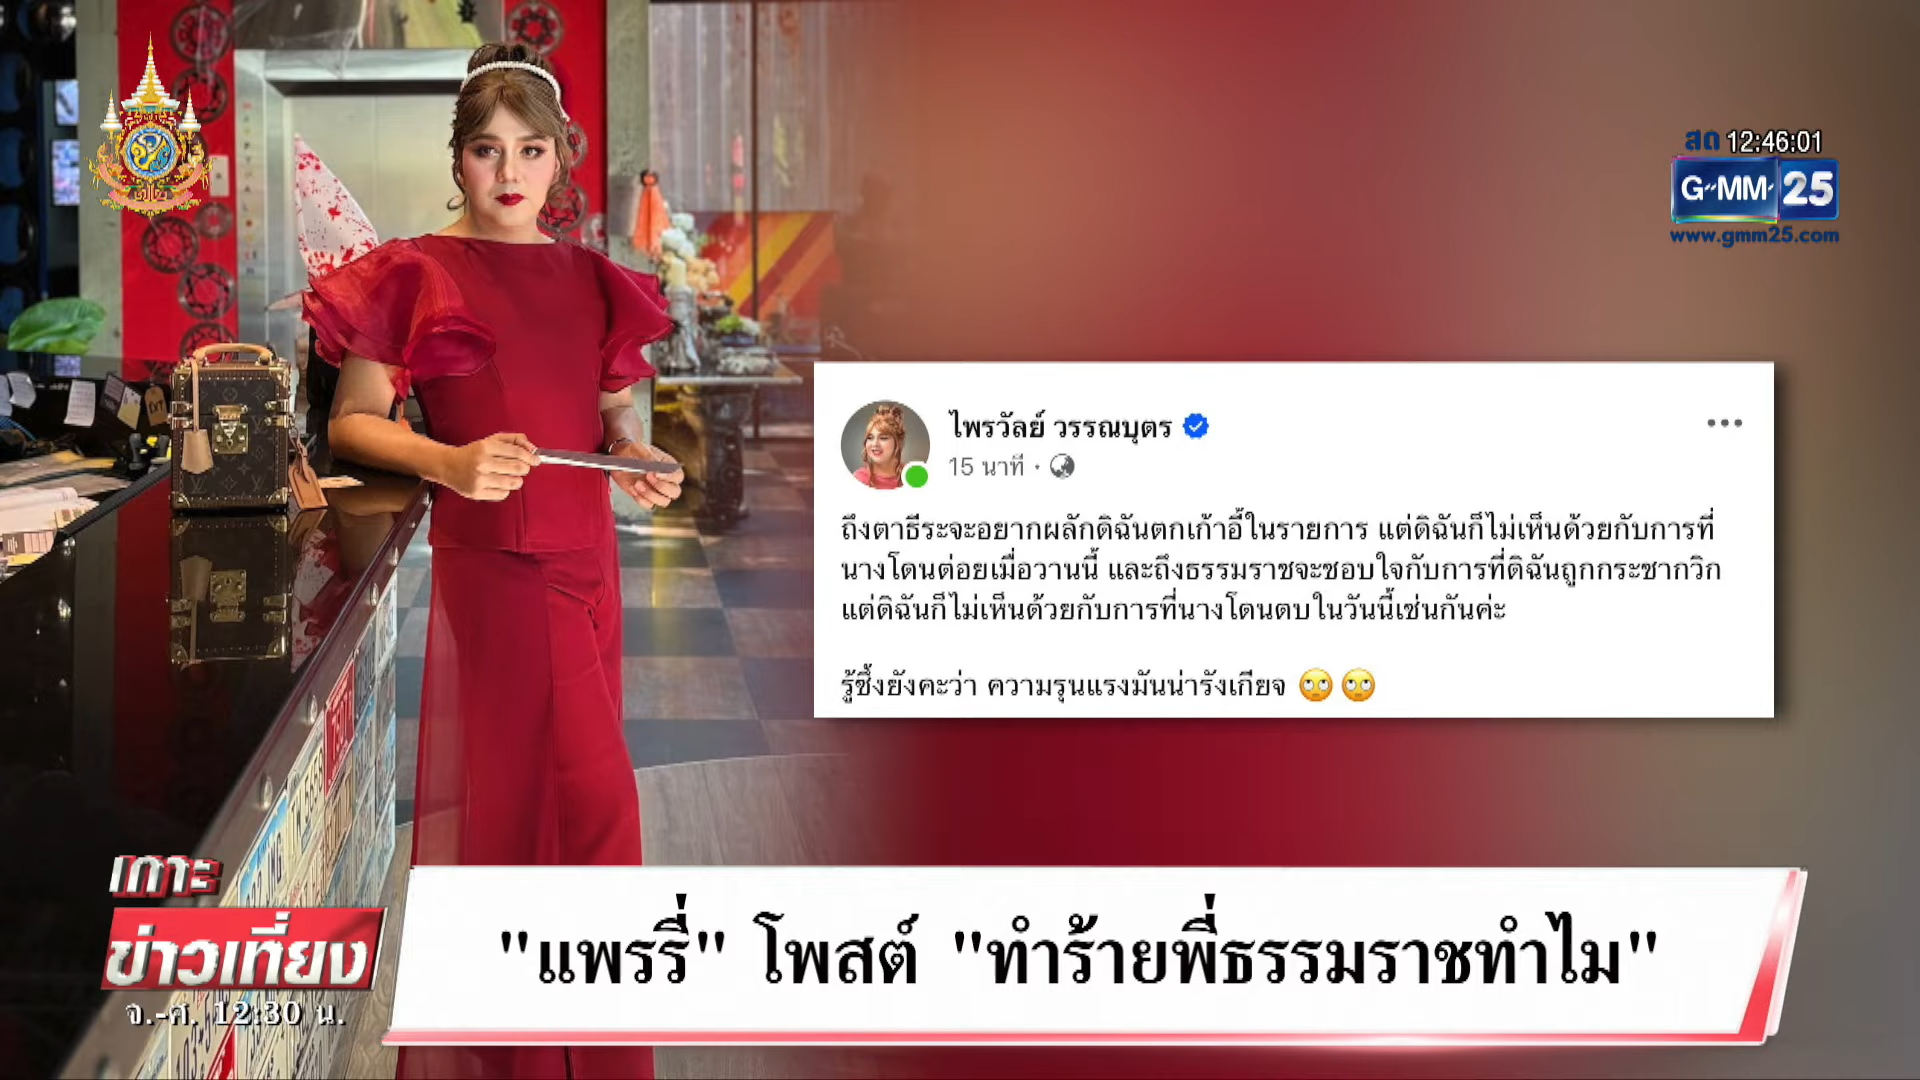 สด 12:46:01
G"MM' 25
www.gmm25.com
ไพรวัลย์ วรรณบุตร
15 นาที ·
ถึงตาธีระจะอยากผลักดิฉันตกเก้าอี้ในรายการ แต่ดิฉันก็ไม่เห็นด้วยกับการที่
นางโดนต่อยเมื่อวานนี้ และถึงธรรมราชจะชอบใจกับการที่ดิฉันถูกกระชากวิก
แต่ดิฉันก็ไม่เห็นด้วยกับการที่นางโดนตบในวันนี้เช่นกันค่ะ
รู้ซึ้งยังคะว่า ความรุนแรงมันน่ารังเกียจ 🙄 🙄
เกาะ
ข่าวเที่ยง
จ.-ศ. 12:30 น.
"แพรรี่" โพสต์ "ทำร้ายพี่ธรรมราชทำไม"